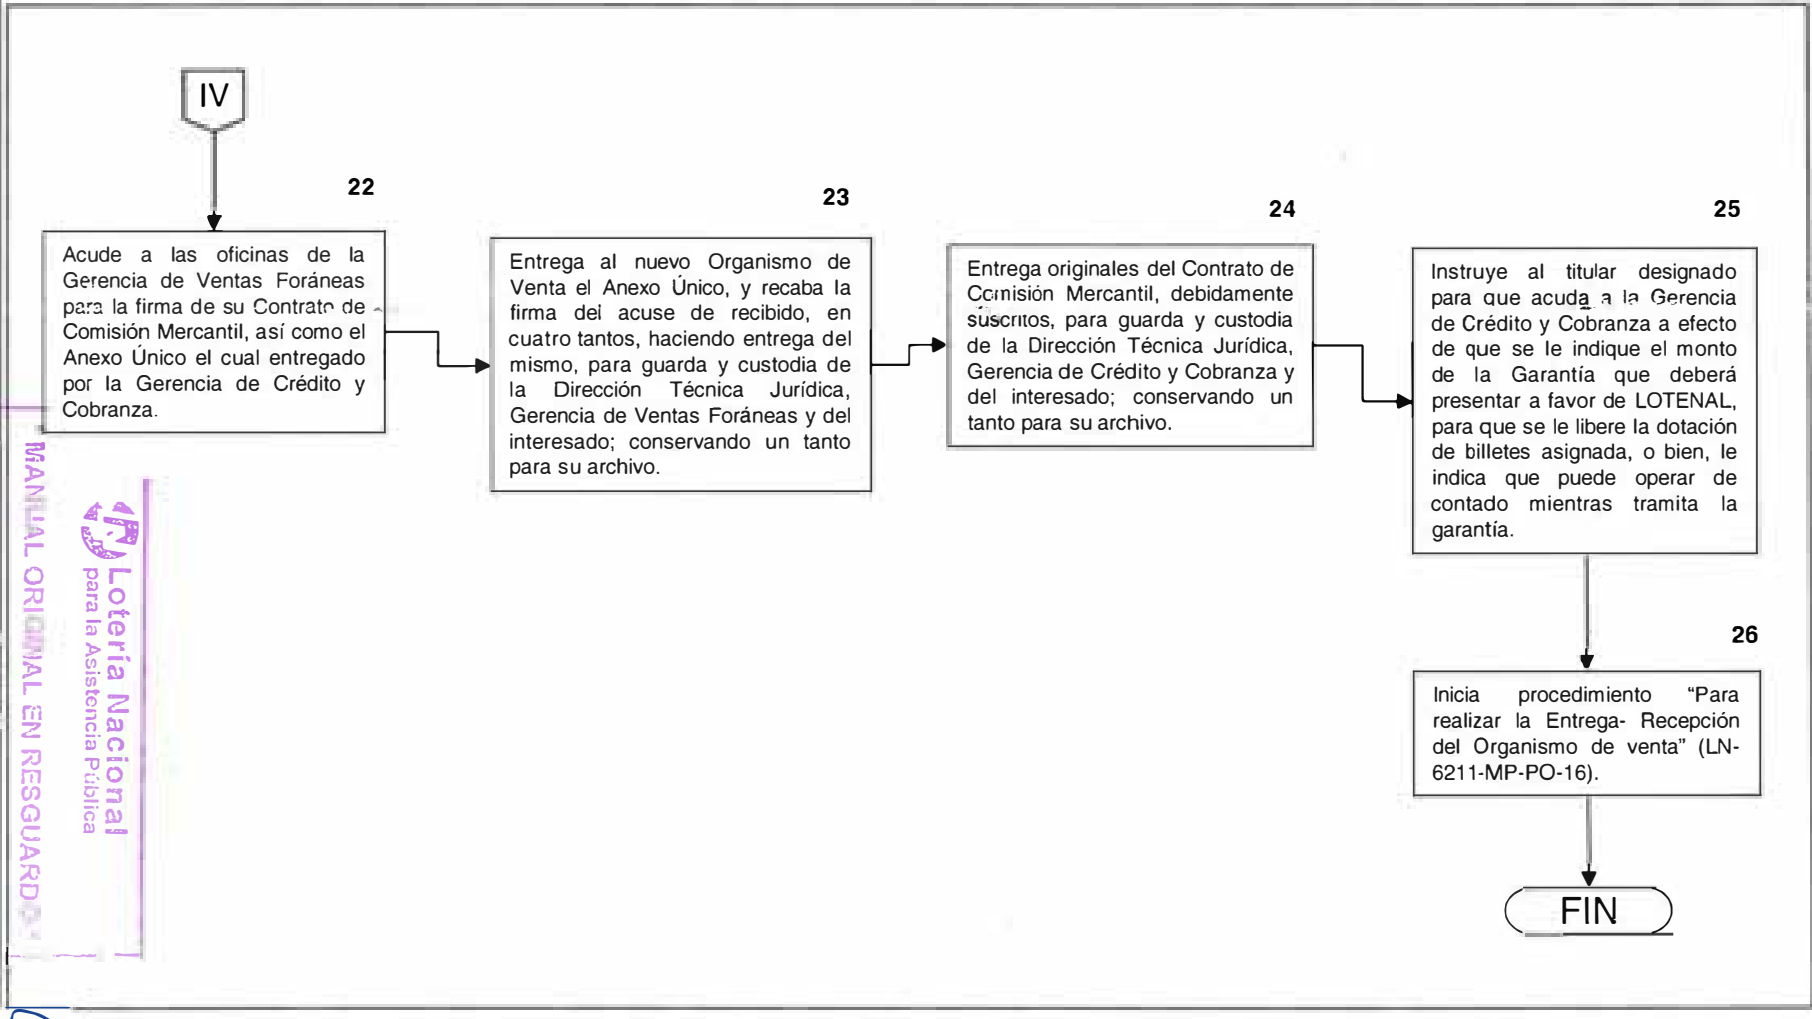 IV
22
Acude a las oficinas de la
Gerencia de Ventas Foráneas
para la firma de su Contrato de
Comisión Mercantil, así como el
Anexo Único el cual entregado
por la Gerencia de Crédito y
Cobranza.
23
Entrega al nuevo Organismo de
Venta el Anexo Único, y recaba la
firma del acuse de recibido, en
cuatro tantos, haciendo entrega del
mismo, para guarda y custodia de
la Dirección Técnica Jurídica,
Gerencia de Ventas Foráneas y del
interesado; conservando un tanto
para su archivo.
24
Entrega originales del Contrato de
Comisión Mercantil, debidamente
suscritos, para guarda y custodia
de la Dirección Técnica Jurídica,
Gerencia de Crédito y Cobranza y
del interesado; conservando un
tanto para su archivo.
25
Instruye al titular designado
para que acuda a la Gerencia
de Crédito y Cobranza a efecto
de que se le indique el monto
de la Garantía que deberá
presentar a favor de LOTENAL,
para que se le libere la dotación
de billetes asignada, o bien, le
indica que puede operar de
contado mientras tramita la
garantía.
26
Inicia procedimiento “Para
realizar la Entrega- Recepción
del Organismo de venta” (LN-
6211-MP-PO-16).
FIN
Lotería Nacional
para la Asistencia Pública
MANUAL ORIGINAL EN RESGUARDO